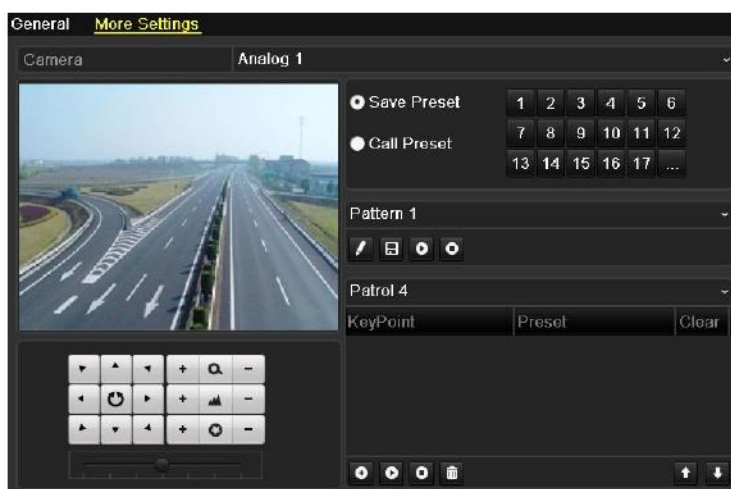 General More Settings
Camera Analog 1
Save Preset
Call Preset
1 2 3 4 5 6
7 8 9 10 11 12
13 14 15 16 17 ...
Pattern 1
Patrol 4
KeyPoint Preset Clear